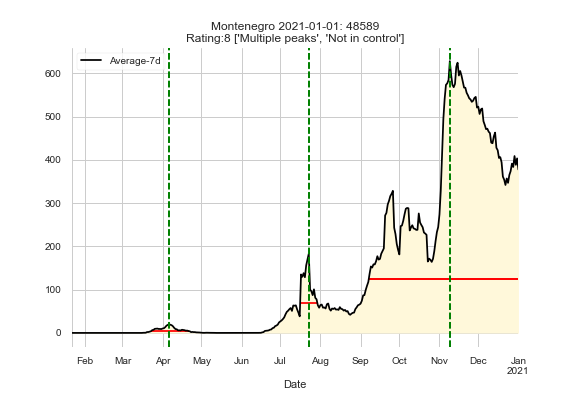 Montenegro 2021-01-01: 48589
Rating:8 ['Multiple peaks', 'Not in control']
Average-7d
600
500
400
300
200
100
0
Feb Mar Apr May Jun Jul Aug Sep Oct Nov Dec Jan
2021
Date